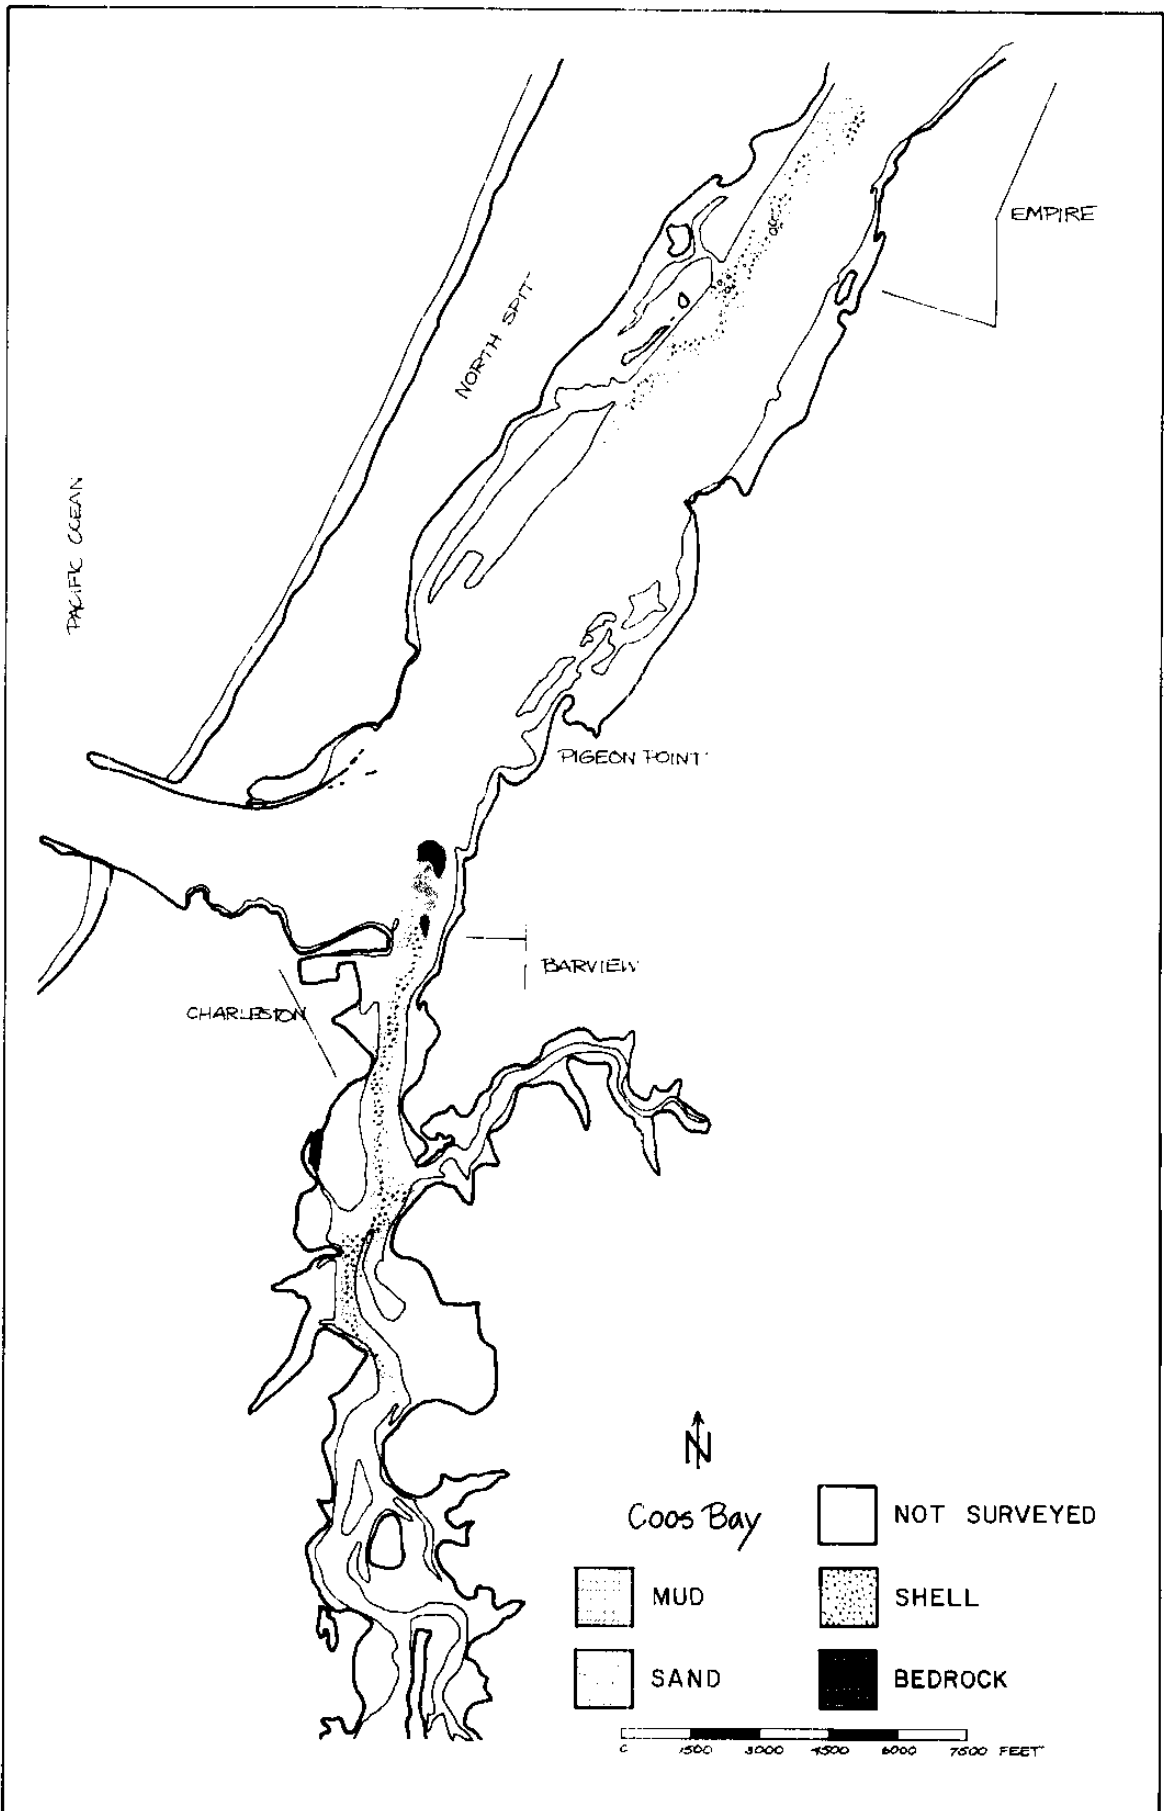 EMPIRE
NORTH SPIT
PACIFIC OCEAN
PIGEON POINT
BARVIEW
CHARLESTON
N
Coos Bay
NOT SURVEYED
MUD
SHELL
SAND
BEDROCK
0 1500 3000 4500 6000 7500 FEET